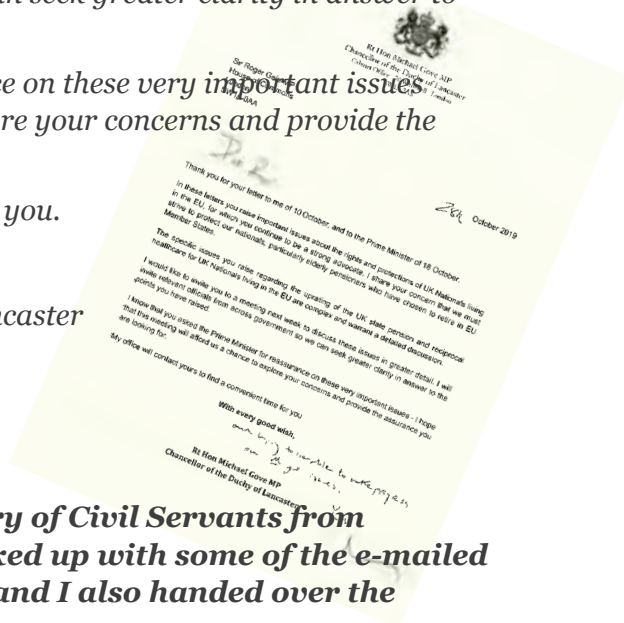 seek greater clarity in answer to
on these very important issues
re your concerns and provide the
you.
ncaster
ry of Civil Servants from
ked up with some of the e-mailed
and I also handed over the
Rt Hon Michael Gove MP
Chancellor of the Duchy of Lancaster
Cabinet Office
London
Sir Roger
House of Commons
Thank you for your letter to me of 10 October, and to the Prime Minister of 18 October.
28th October 2019
In these letters you raise important issues about the rights and protections of UK Nationals living
in the EU, for which you continue to be a strong advocate. I share your concern that we must
strive to protect our nationals, particularly elderly pensioners who have chosen to retire in EU
Member States.
The specific issues you raise regarding the uprating of the UK state pension and reciprocal
healthcare for UK Nationals living in the EU are complex and warrant a detailed discussion.
I would like to invite you to a meeting next week to discuss these issues in greater detail. I will
invite relevant officials from across government so we can seek greater clarity in answer to the
points you have raised.
I know that you asked the Prime Minister for reassurance on these very important issues - I hope
that this meeting will afford us a chance to explore your concerns and provide the assurance you
are looking for.
My office will contact yours to find a convenient time for you
With every good wish,
Rt Hon Michael Gove MP
Chancellor of the Duchy of Lancaster